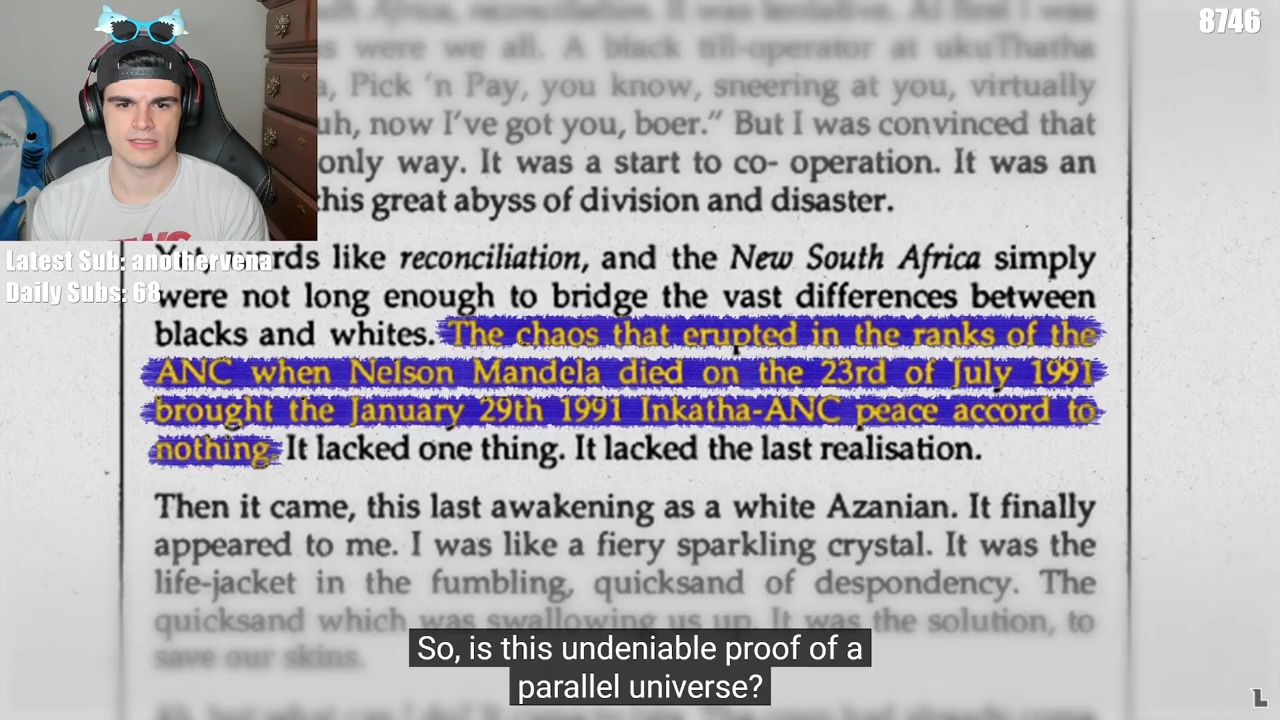 8746
Africa, reconciliation. It was tentative. At first I was
were we all. A black till-operator at ukuThatha
Pick 'n Pay, you know, sneering at you, virtually
uh, now I've got you, boer." But I was convinced that
only way. It was a start to co- operation. It was an
this great abyss of division and disaster.
Latest Sub: anothervena
Daily Subs: 68
words like reconciliation, and the New South Africa simply
were not long enough to bridge the vast differences between
blacks and whites. The chaos that erupted in the ranks of the
ANC when Nelson Mandela died on the 23rd of July 1991
brought the January 29th 1991 Inkatha-ANC peace accord to
nothing. It lacked one thing. It lacked the last realisation.
Then it came, this last awakening as a white Azanian. It finally
appeared to me. I was like a fiery sparkling crystal. It was the
life-jacket in the fumbling, quicksand of despondency. The
quicksand which was swallowing us up. It was the solution, to
save our skins.
So, is this undeniable proof of a
parallel universe?